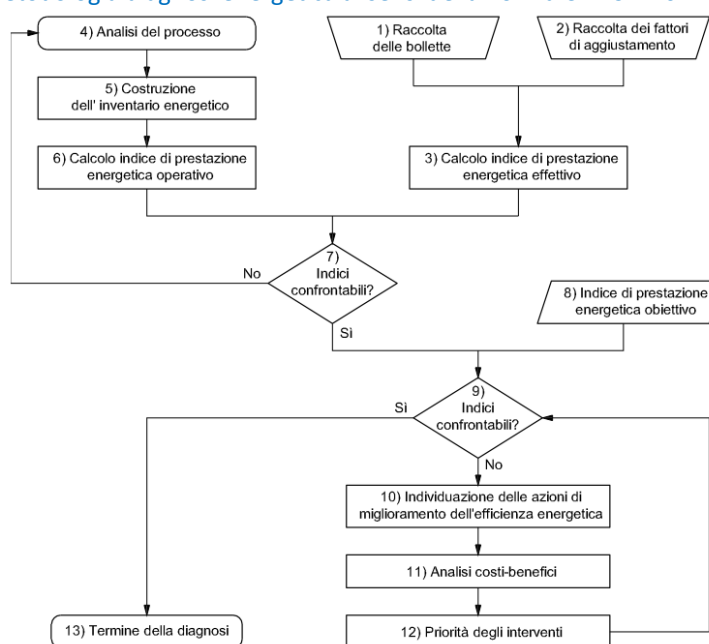 4) Analisi del processo
1) Raccolta
delle bollette
2) Raccolta dei fattori
di aggiustamento
5) Costruzione
dell' inventario energetico
6) Calcolo indice di prestazione
energetica operativo
3) Calcolo indice di prestazione
energetica effettivo
7)
Indici
confrontabili?
No
Sì
8) Indice di prestazione
energetica obiettivo
9)
Indici
confrontabili?
Sì
No
10) Individuazione delle azioni di
miglioramento dell'efficienza energetica
11) Analisi costi-benefici
12) Priorità degli interventi
13) Termine della diagnosi